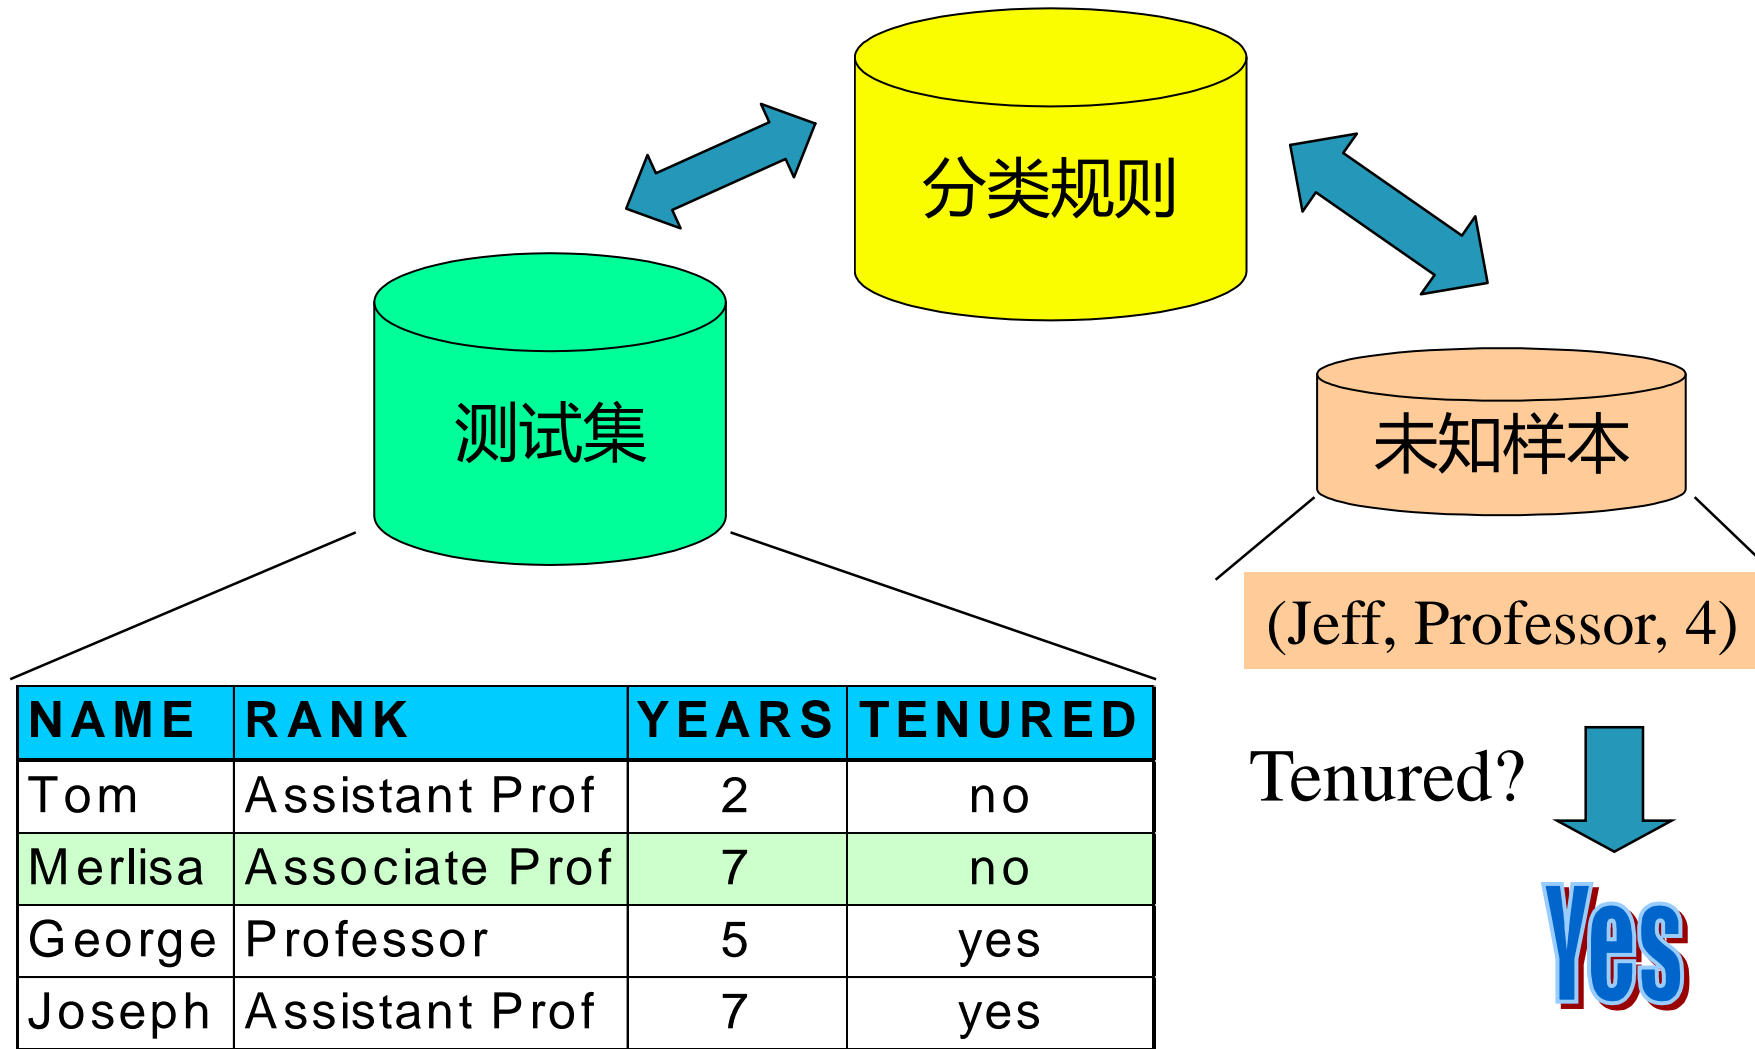 分类规则
测试集
未知样本
(Jeff, Professor, 4)
NAME RANK YEARS TENURED
Tom Assistant Prof 2 no
Merlisa Associate Prof 7 no
George Professor 5 yes
Joseph Assistant Prof 7 yes
Tenured?
Yes